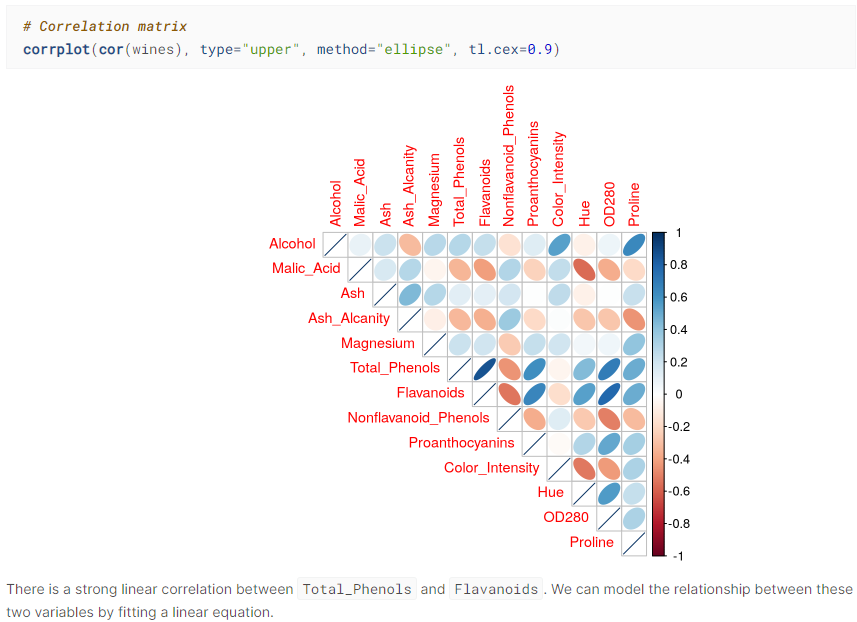 # Correlation matrix
corrplot(cor(wines), type="upper", method="ellipse", tl.cex=0.9)
Alcohol
Malic_Acid
Ash
Ash_Alcanity
Magnesium
Total_Phenols
Flavanoids
Nonflavanoid_Phenols
Proanthocyanins
Color_Intensity
Hue
OD280
Proline
Alcohol
Malic_Acid
Ash
Ash_Alcanity
Magnesium
Total_Phenols
Flavanoids
Nonflavanoid_Phenols
Proanthocyanins
Color_Intensity
Hue
OD280
Proline
1
0.8
0.6
0.4
0.2
0
-0.2
-0.4
-0.6
-0.8
-1
There is a strong linear correlation between Total_Phenols and Flavanoids. We can model the relationship between these
two variables by fitting a linear equation.